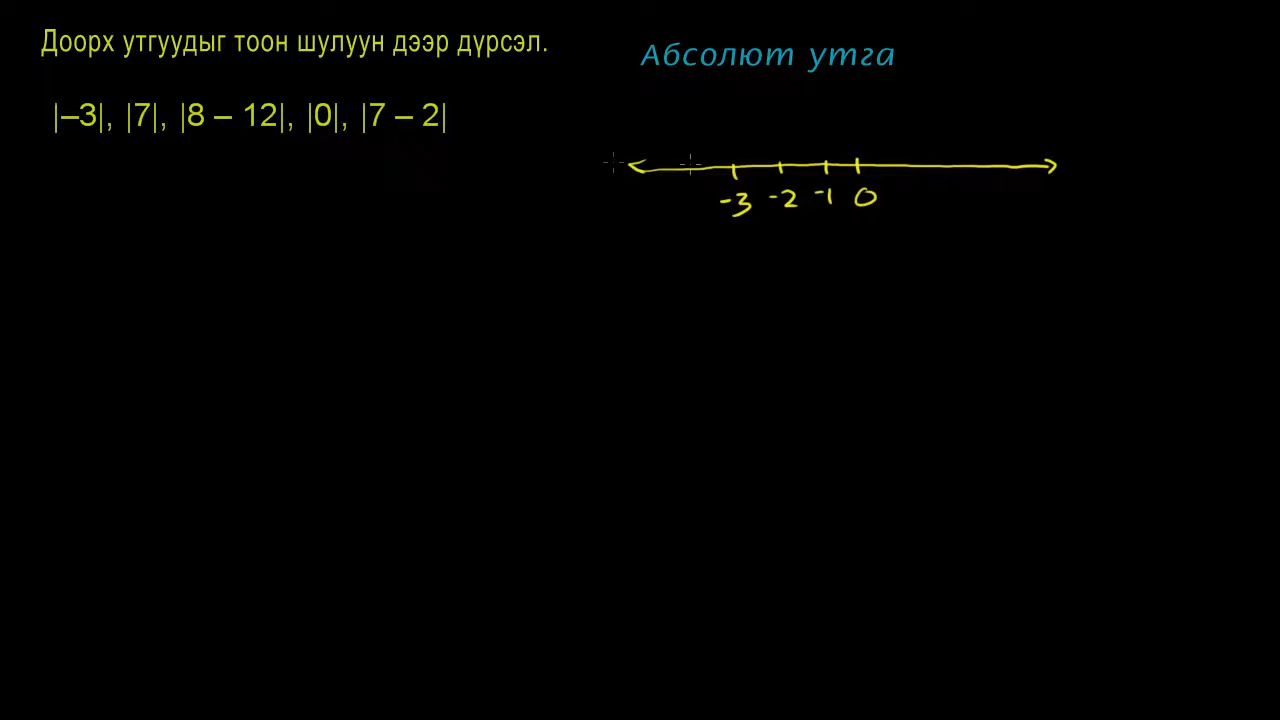 Доорх утгуудыг тоон шулуун дээр дүрсэл.
Абсолют утга
|–3|, |7|, |8 – 12|, |0|, |7 – 2|
-3 -2 -1 0